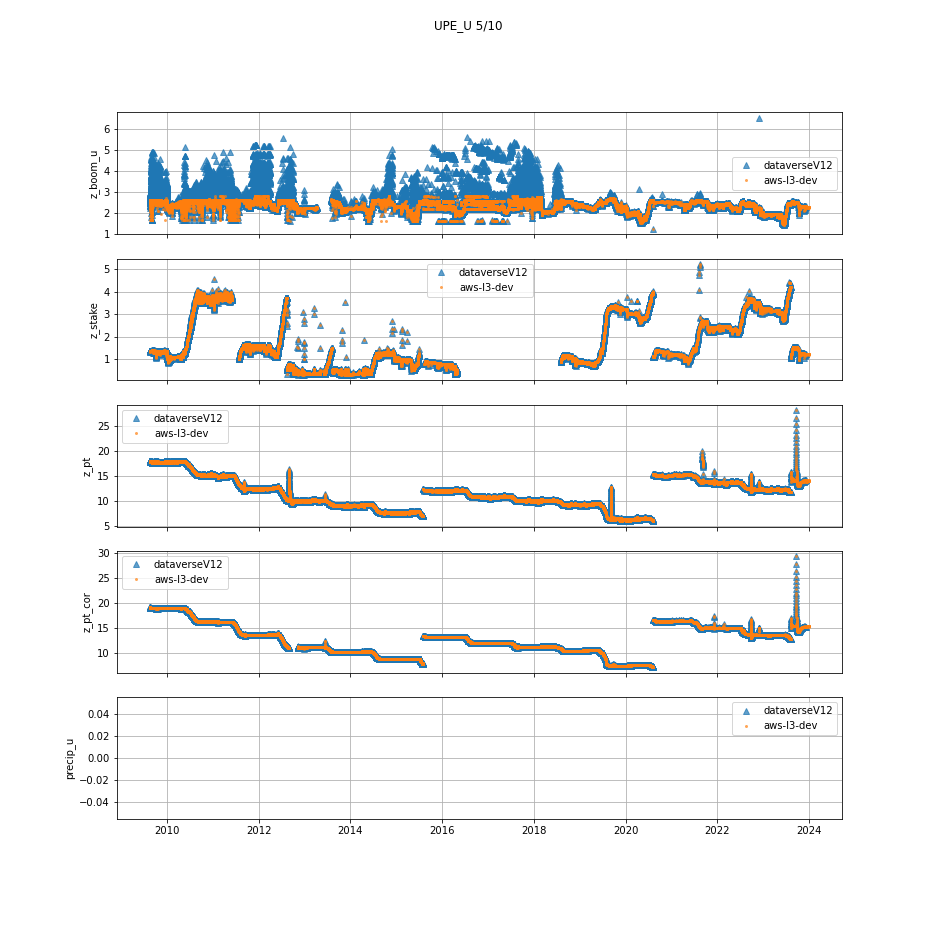 UPE_U 5/10
z_boom_u
6
5
4
3
2
1
dataverseV12
aws-l3-dev
z_stake
5
4
3
2
1
dataverseV12
aws-l3-dev
z_pt
25
20
15
10
5
dataverseV12
aws-l3-dev
z_pt_cor
30
25
20
15
10
dataverseV12
aws-l3-dev
precip_u
0.04
0.02
0.00
−0.02
−0.04
dataverseV12
aws-l3-dev
2010 2012 2014 2016 2018 2020 2022 2024